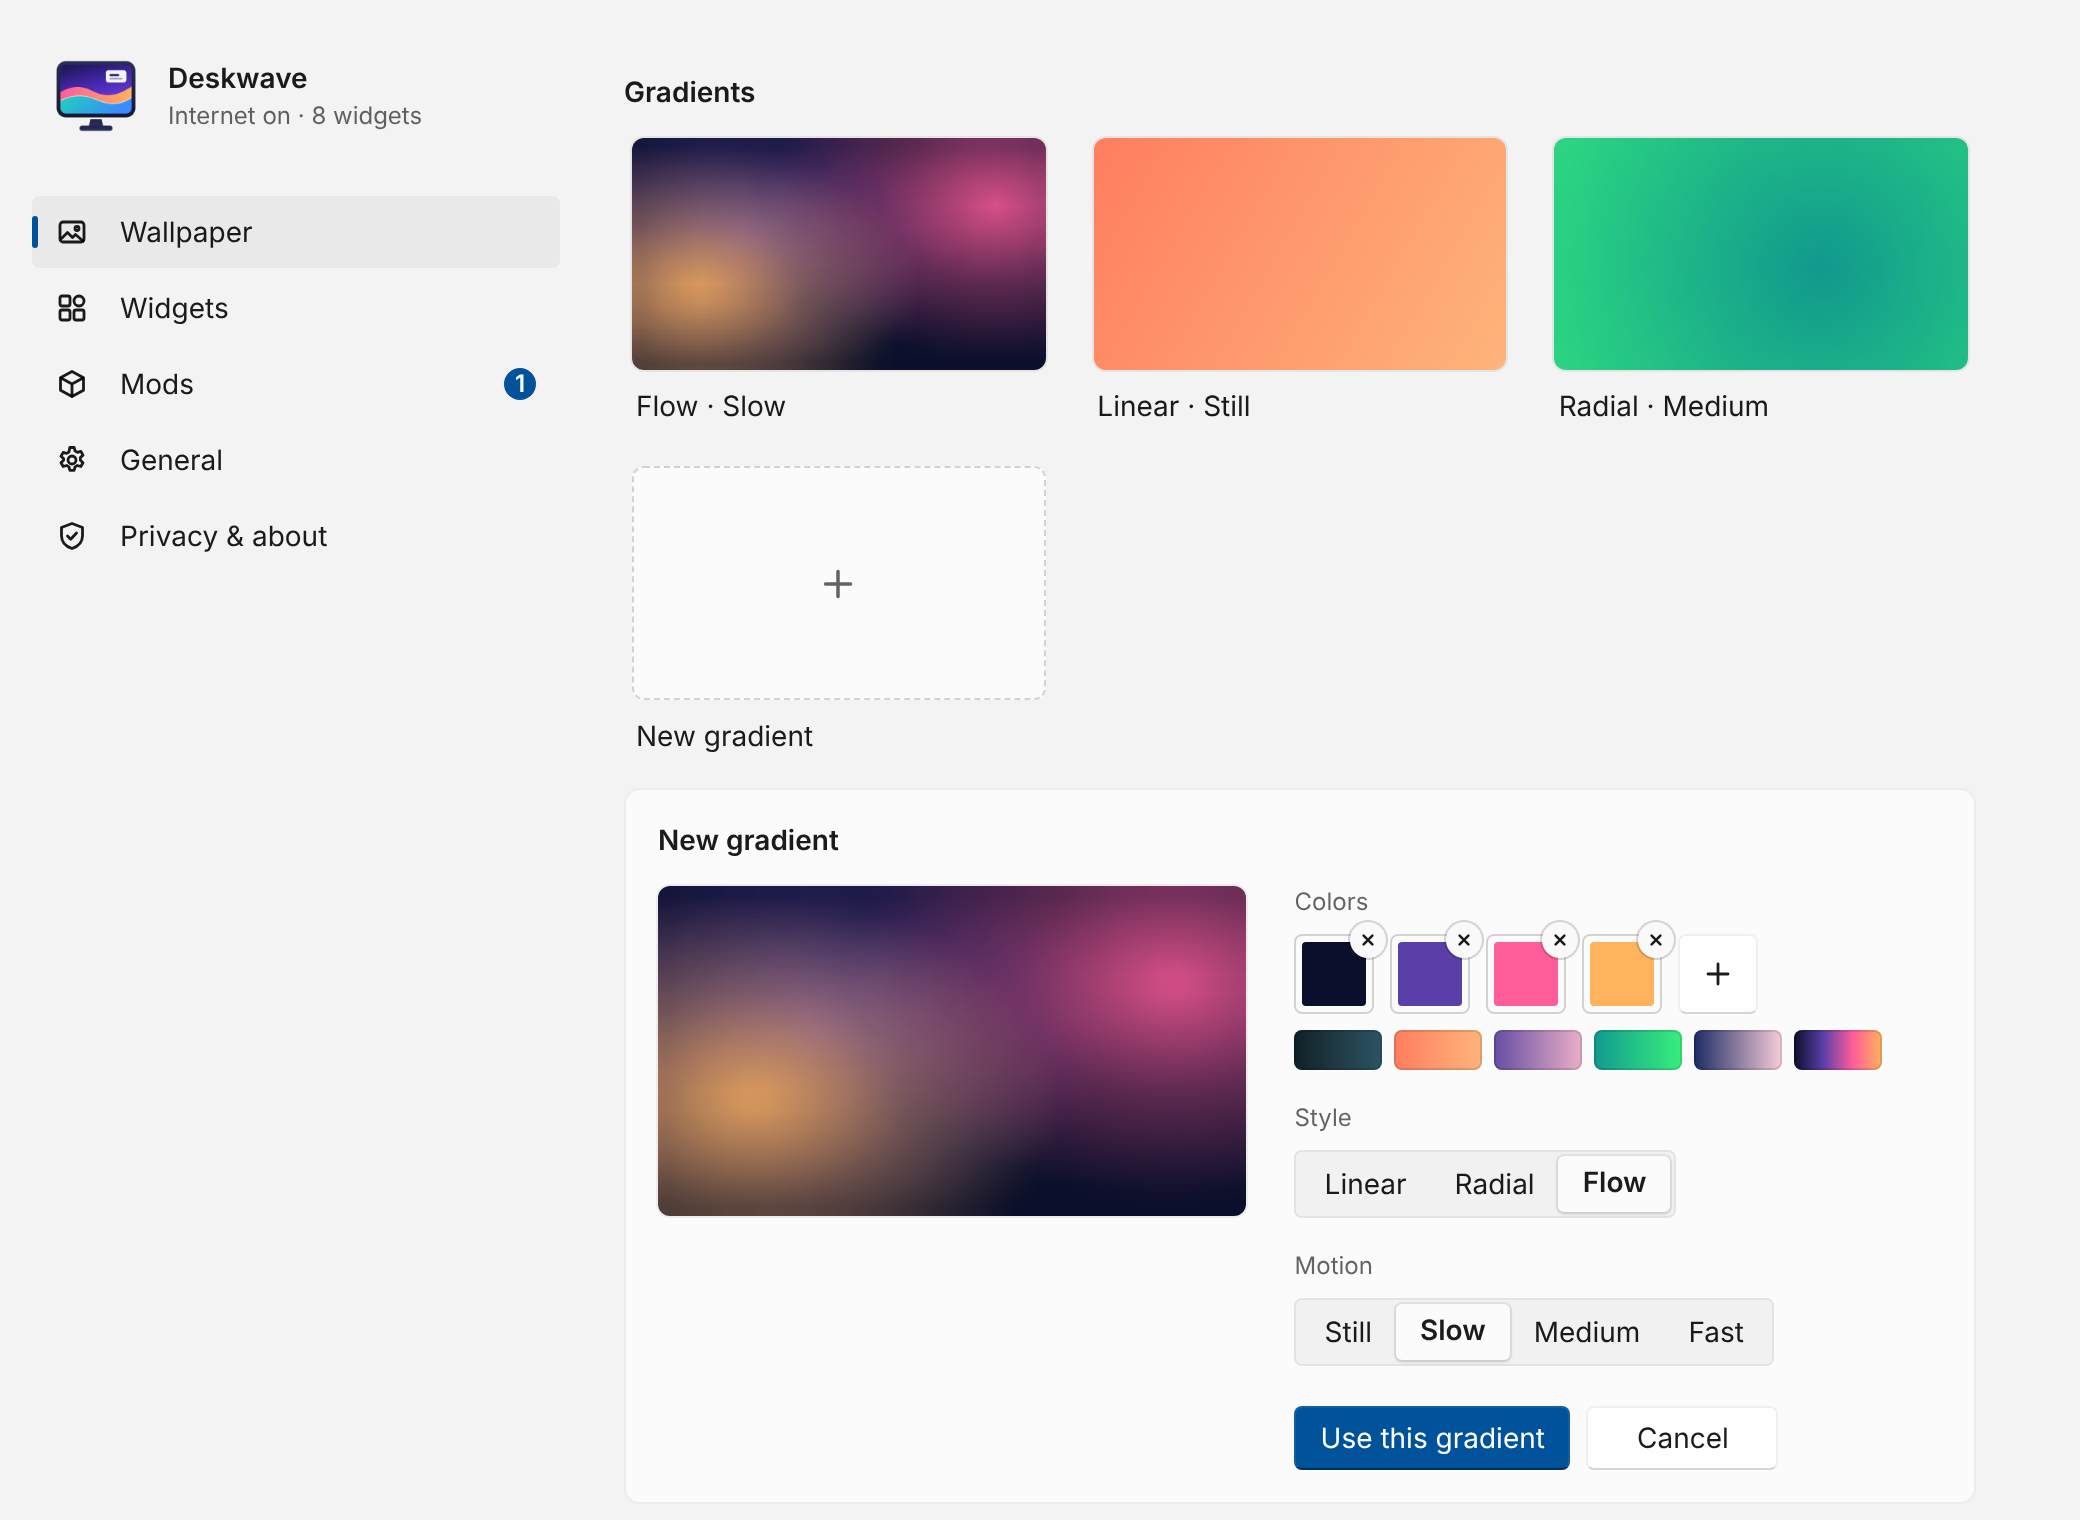 Deskwave
Internet on · 8 widgets
Wallpaper
Widgets
Mods
1
General
Privacy & about
Gradients
Flow · Slow
Linear · Still
Radial · Medium
New gradient
New gradient
Colors
Style
Linear Radial Flow
Motion
Still Slow Medium Fast
Use this gradient
Cancel